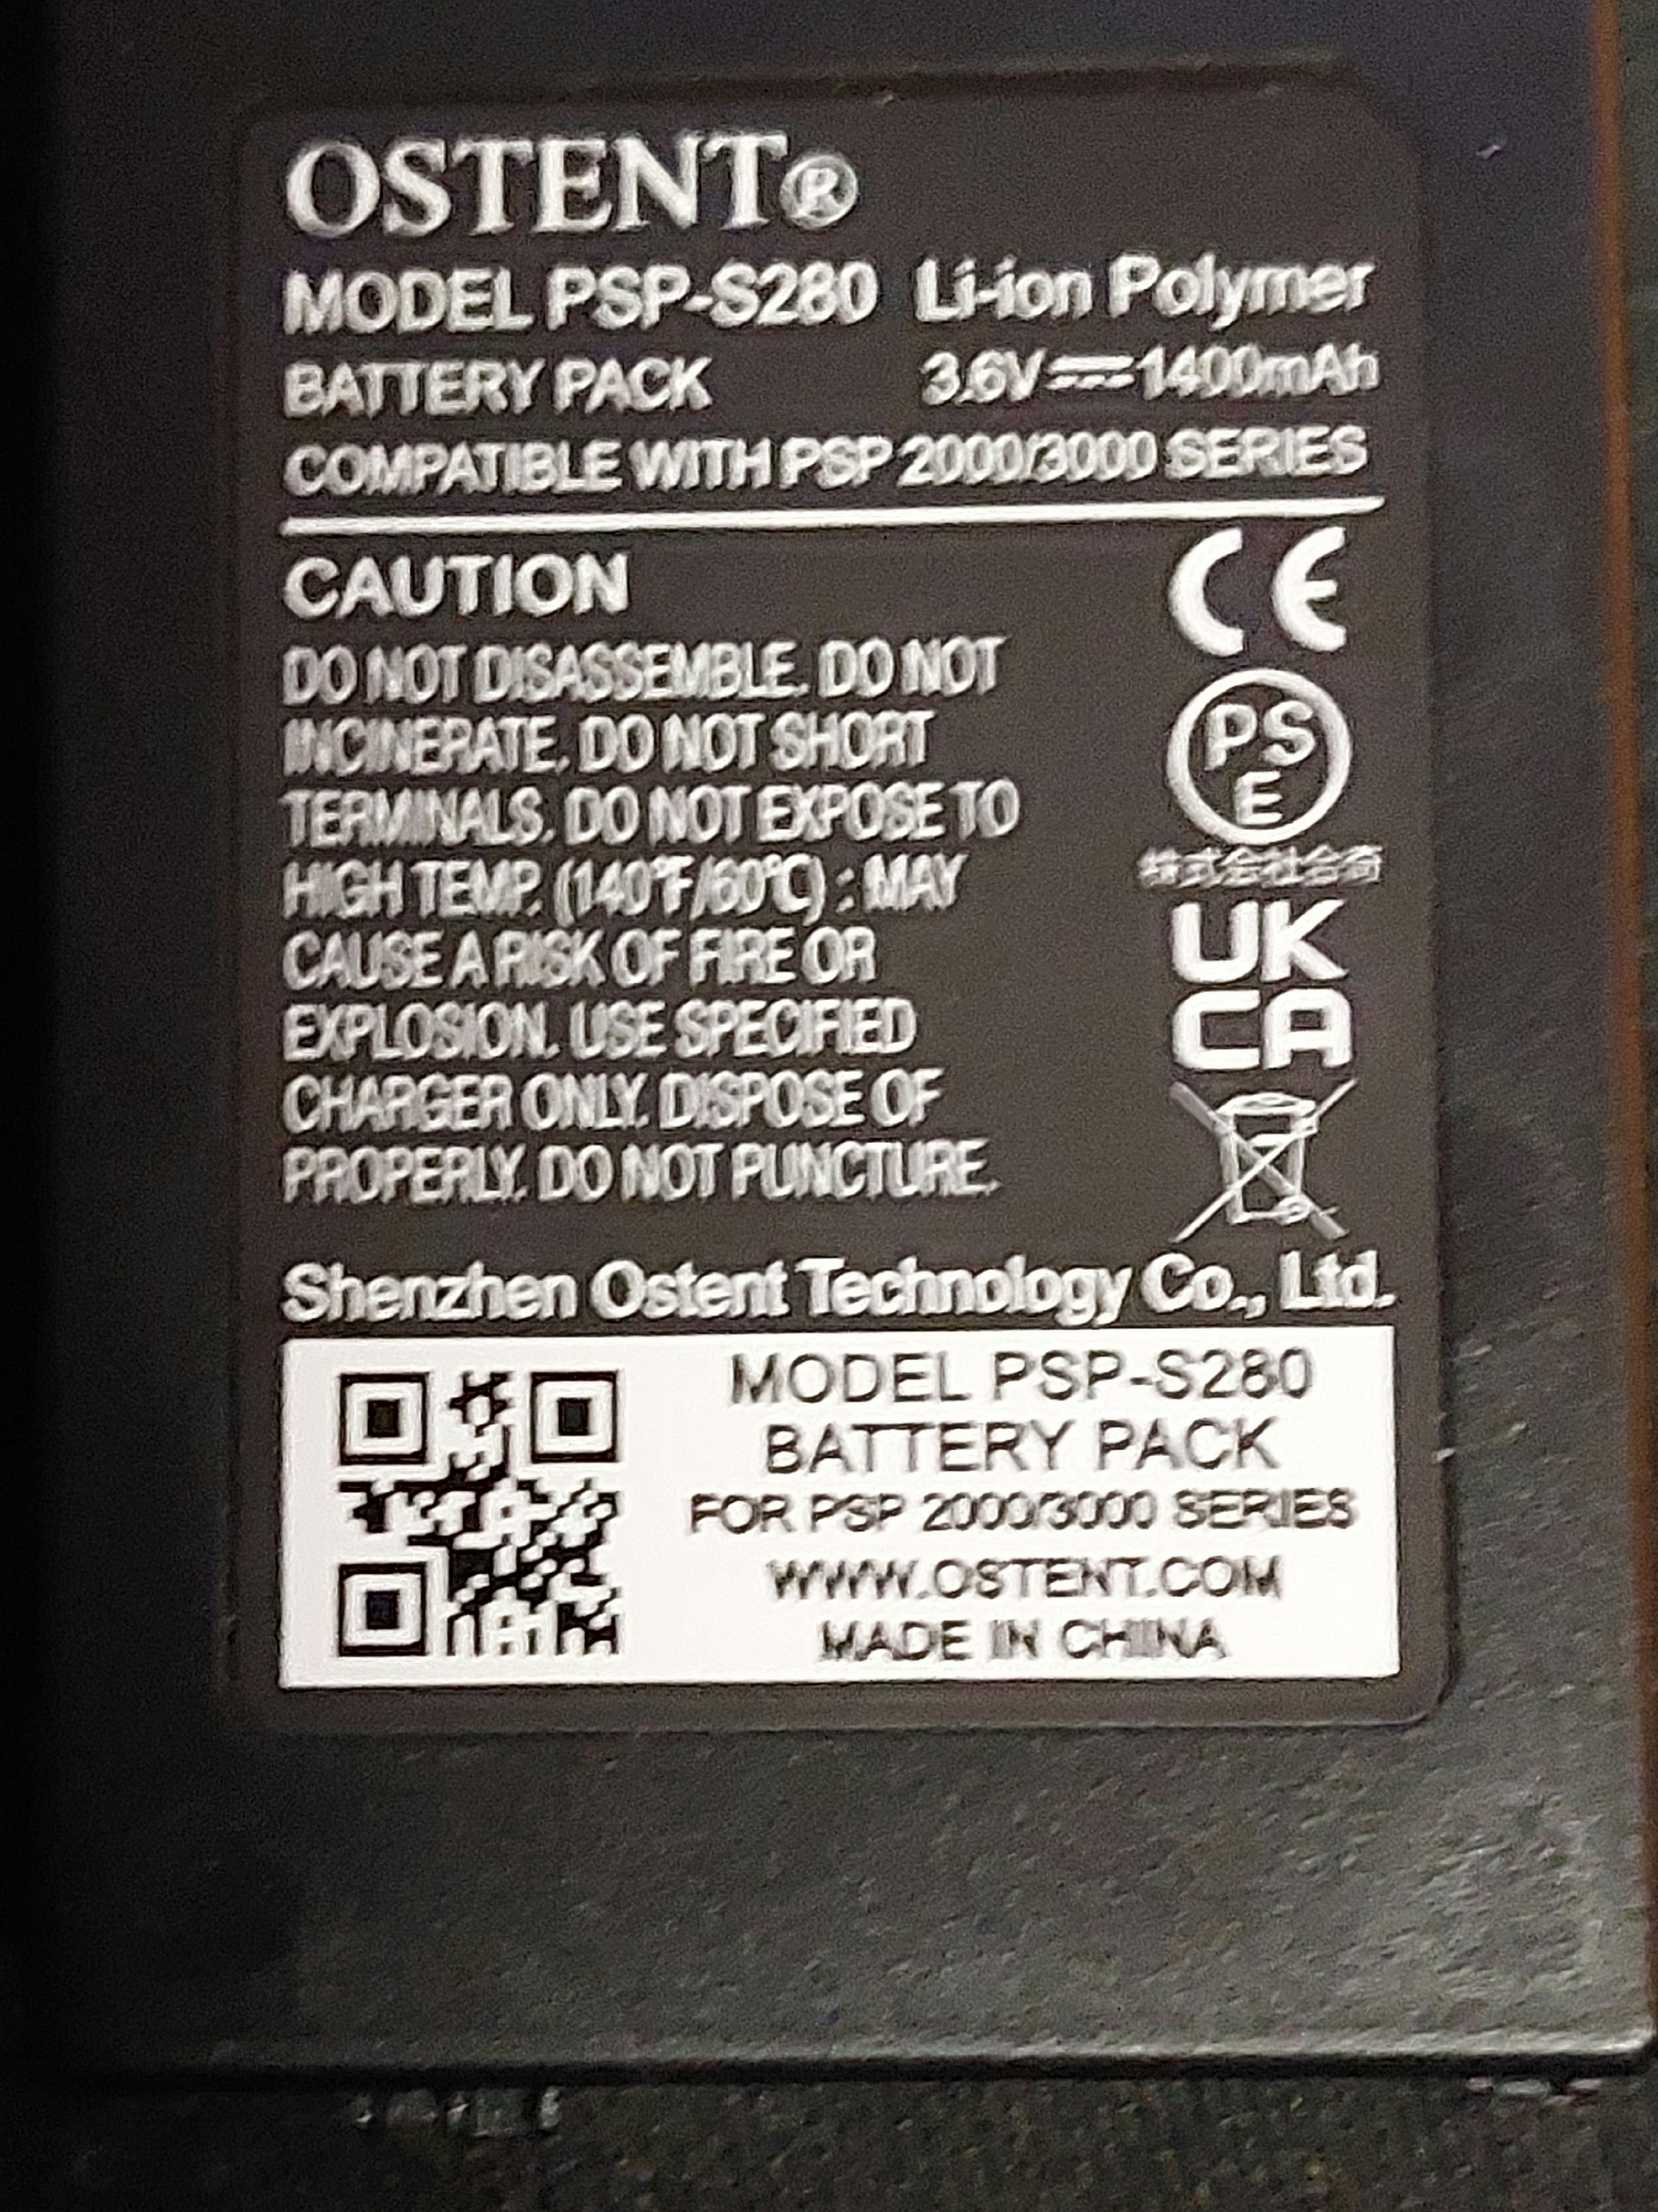 OSTENT®
MODEL PSP-S280 Li-ion Polymer
BATTERY PACK 3.6V⎓1400mAh
COMPATIBLE WITH PSP 2000/3000 SERIES
CAUTION
DO NOT DISASSEMBLE. DO NOT
INCINERATE. DO NOT SHORT
TERMINALS. DO NOT EXPOSE TO
HIGH TEMP. (140°F/60°C) : MAY
CAUSE A RISK OF FIRE OR
EXPLOSION. USE SPECIFIED
CHARGER ONLY. DISPOSE OF
PROPERLY. DO NOT PUNCTURE.
CE
PS
E
株式会社
UK
CA
Shenzhen Ostent Technology Co., Ltd.
MODEL PSP-S280
BATTERY PACK
FOR PSP 2000/3000 SERIES
WWW.OSTENT.COM
MADE IN CHINA